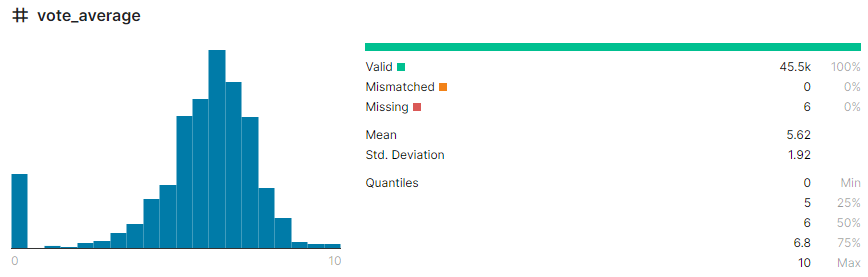 # vote_average
Valid 45.5k 100%
Mismatched 0 0%
Missing 6 0%
Mean 5.62
Std. Deviation 1.92
Quantiles 0 Min
5 25%
6 50%
6.8 75%
10 Max
0 10